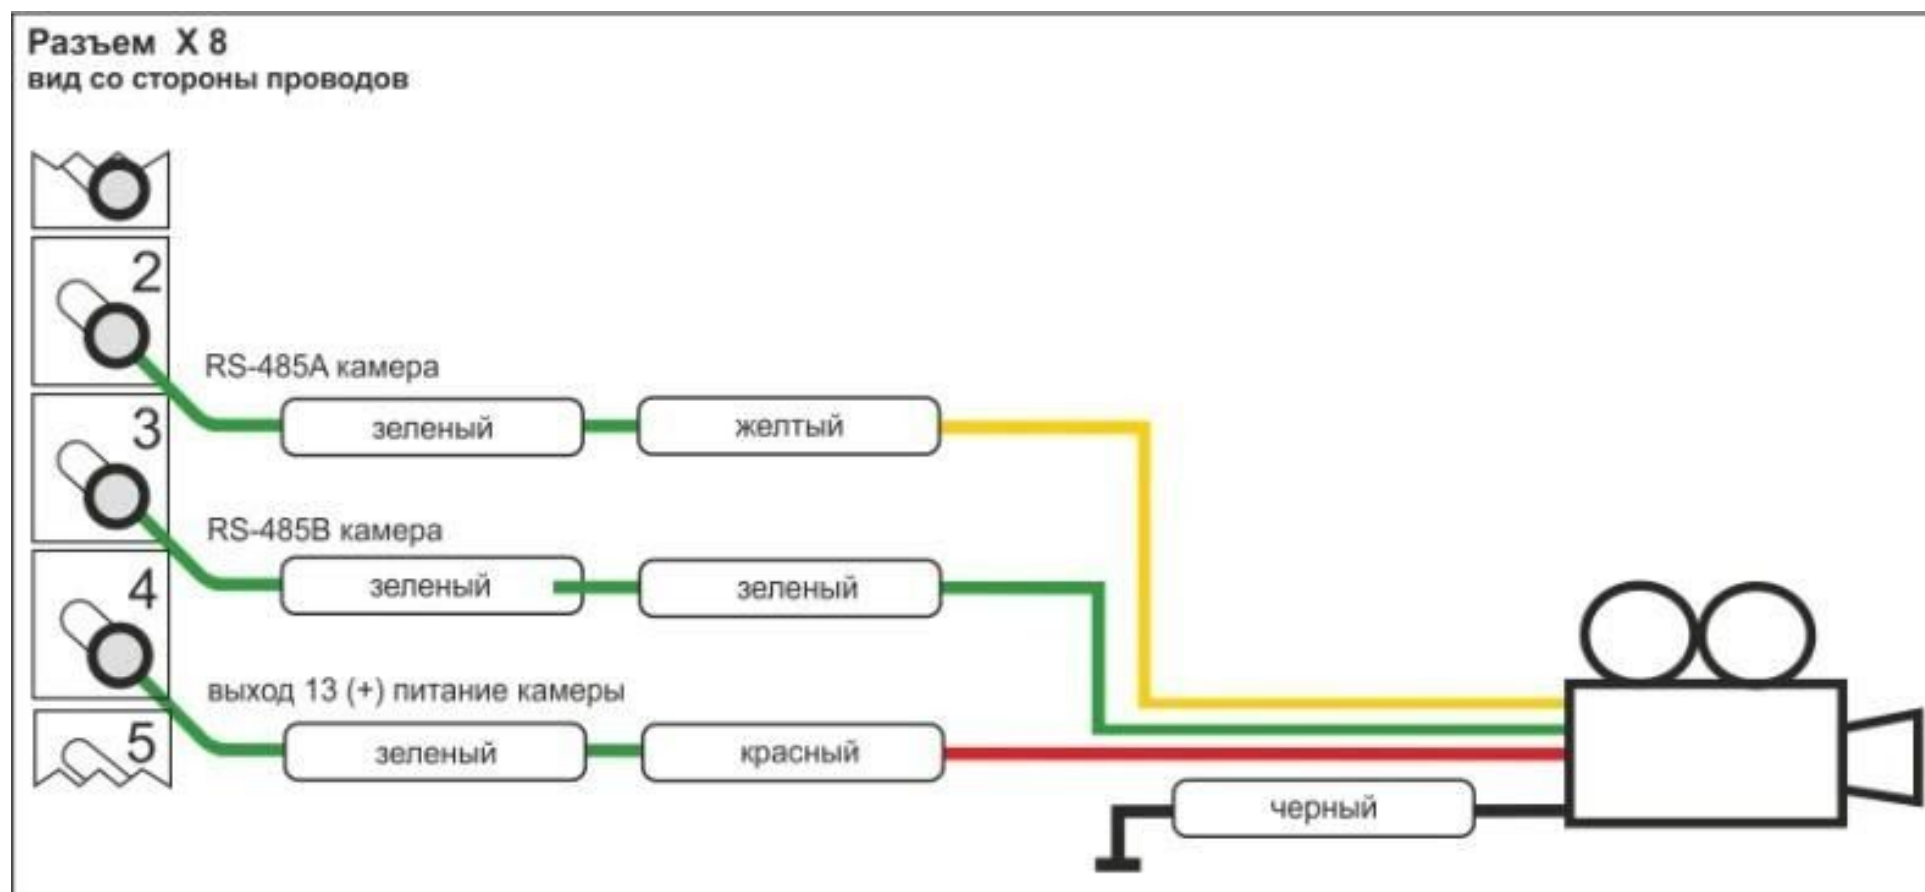 Разъем X 8
вид со стороны проводов
2
RS-485A камера
зеленый
желтый
3
RS-485B камера
зеленый
зеленый
4
выход 13 (+) питание камеры
5
зеленый
красный
черный